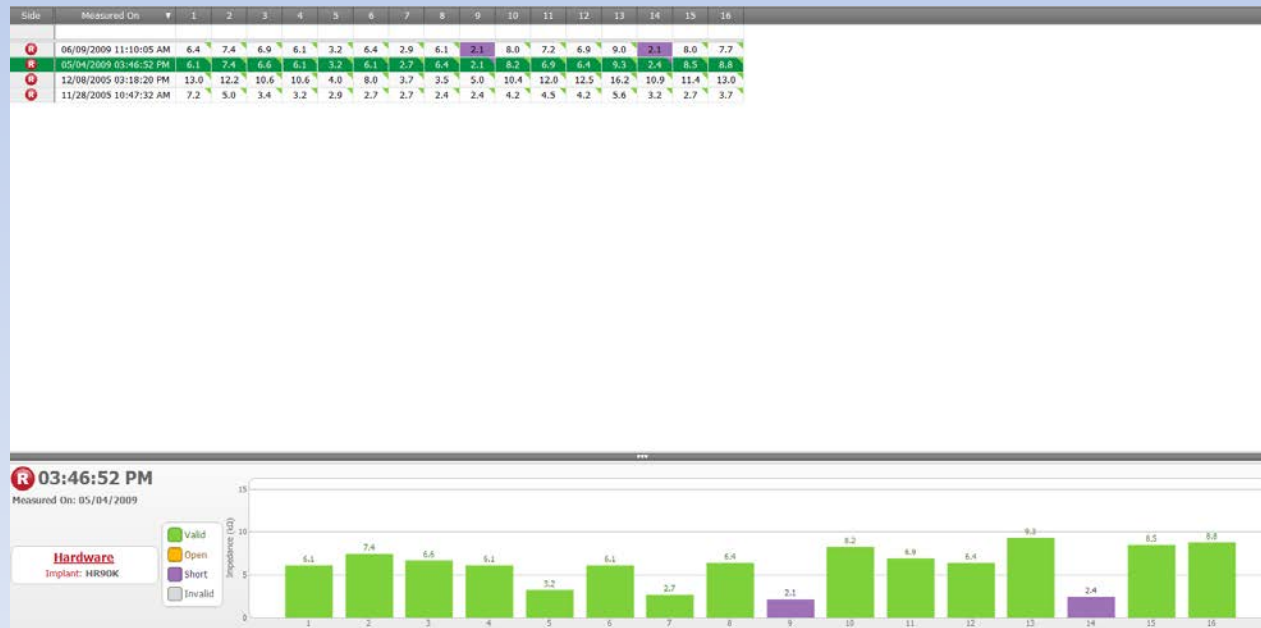 Side Measured On ▼ 1 2 3 4 5 6 7 8 9 10 11 12 13 14 15 16
R 06/09/2009 11:10:05 AM 6.4 7.4 6.9 6.1 3.2 6.4 2.9 6.1 2.1 8.0 7.2 6.9 9.0 2.1 8.0 7.7
R 05/04/2009 03:46:52 PM 6.1 7.4 6.6 6.1 3.2 6.1 2.7 6.4 2.1 8.2 6.9 6.4 9.3 2.4 8.5 8.8
R 12/08/2005 03:18:20 PM 13.0 12.2 10.6 10.6 4.0 8.0 3.7 3.5 5.0 10.4 12.0 12.5 16.2 10.9 11.4 13.0
R 11/28/2005 10:47:32 AM 7.2 5.0 3.4 3.2 2.9 2.7 2.7 2.4 2.4 4.2 4.5 4.2 5.6 3.2 2.7 3.7
R 03:46:52 PM
Measured On: 05/04/2009
Hardware
Implant: HR90K
Valid
Open
Short
Invalid
Impedance (kΩ)
15
10
5
0
6.1 7.4 6.6 6.1 3.2 6.1 2.7 6.4 2.1 8.2 6.9 6.4 9.3 2.4 8.5 8.8
1 2 3 4 5 6 7 8 9 10 11 12 13 14 15 16